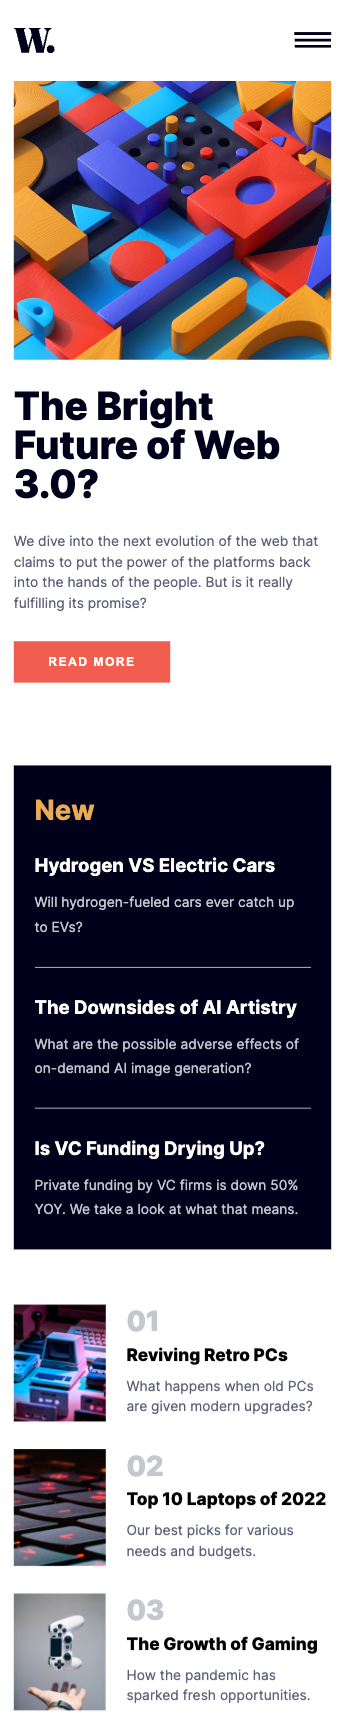 W.
The Bright
Future of Web
3.0?
We dive into the next evolution of the web that
claims to put the power of the platforms back
into the hands of the people. But is it really
fulfilling its promise?
READ MORE
New
Hydrogen VS Electric Cars
Will hydrogen-fueled cars ever catch up
to EVs?
The Downsides of AI Artistry
What are the possible adverse effects of
on-demand AI image generation?
Is VC Funding Drying Up?
Private funding by VC firms is down 50%
YOY. We take a look at what that means.
01
Reviving Retro PCs
What happens when old PCs
are given modern upgrades?
02
Top 10 Laptops of 2022
Our best picks for various
needs and budgets.
03
The Growth of Gaming
How the pandemic has
sparked fresh opportunities.